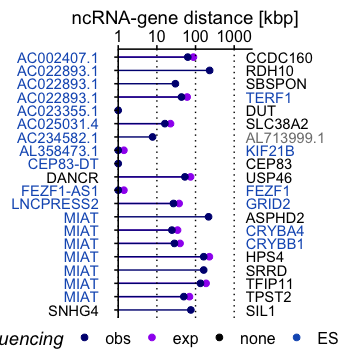 ncRNA-gene distance [kbp]
1 10 100 1000
AC002407.1 CCDC160
AC022893.1 RDH10
AC022893.1 SBSPON
AC022893.1 TERF1
AC023355.1 DUT
AC025031.4 SLC38A2
AC234582.1 AL713999.1
AL358473.1 KIF21B
CEP83-DT CEP83
DANCR USP46
FEZF1-AS1 FEZF1
LNCPRESS2 GRID2
MIAT ASPHD2
MIAT CRYBA4
MIAT CRYBB1
MIAT HPS4
MIAT SRRD
MIAT TFIP11
MIAT TPST2
SNHG4 SIL1
uencing obs exp none ES